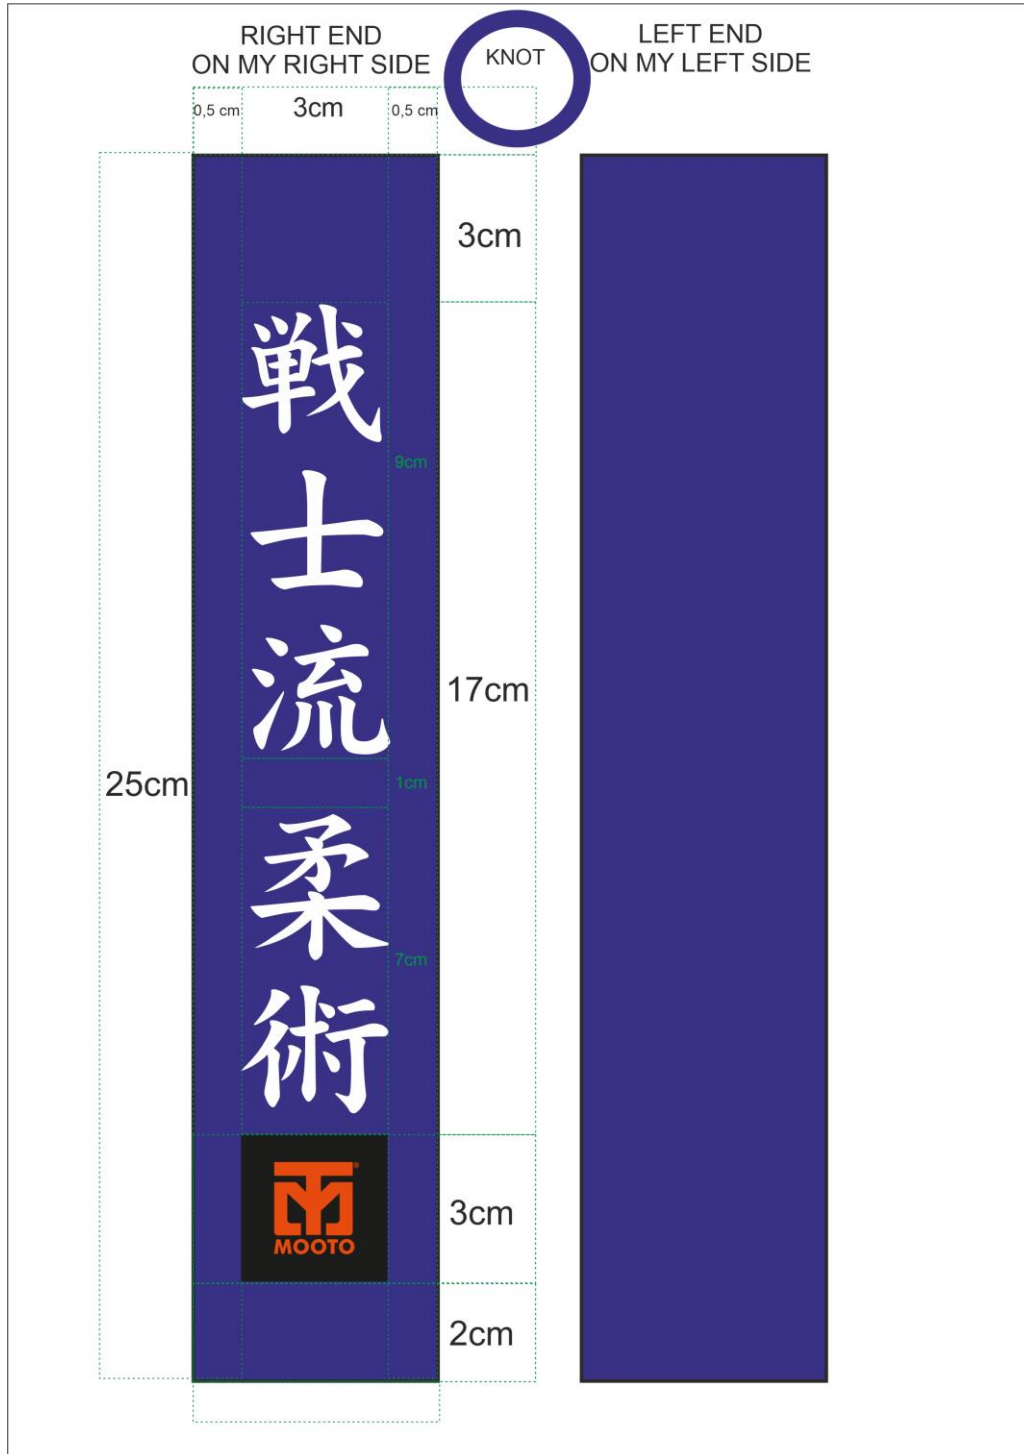 RIGHT END
ON MY RIGHT SIDE
KNOT
LEFT END
ON MY LEFT SIDE
0,5 cm
3cm
0,5 cm
3cm
戦士流
9cm
17cm
25cm
1cm
柔術
7cm
MOOTO
3cm
2cm